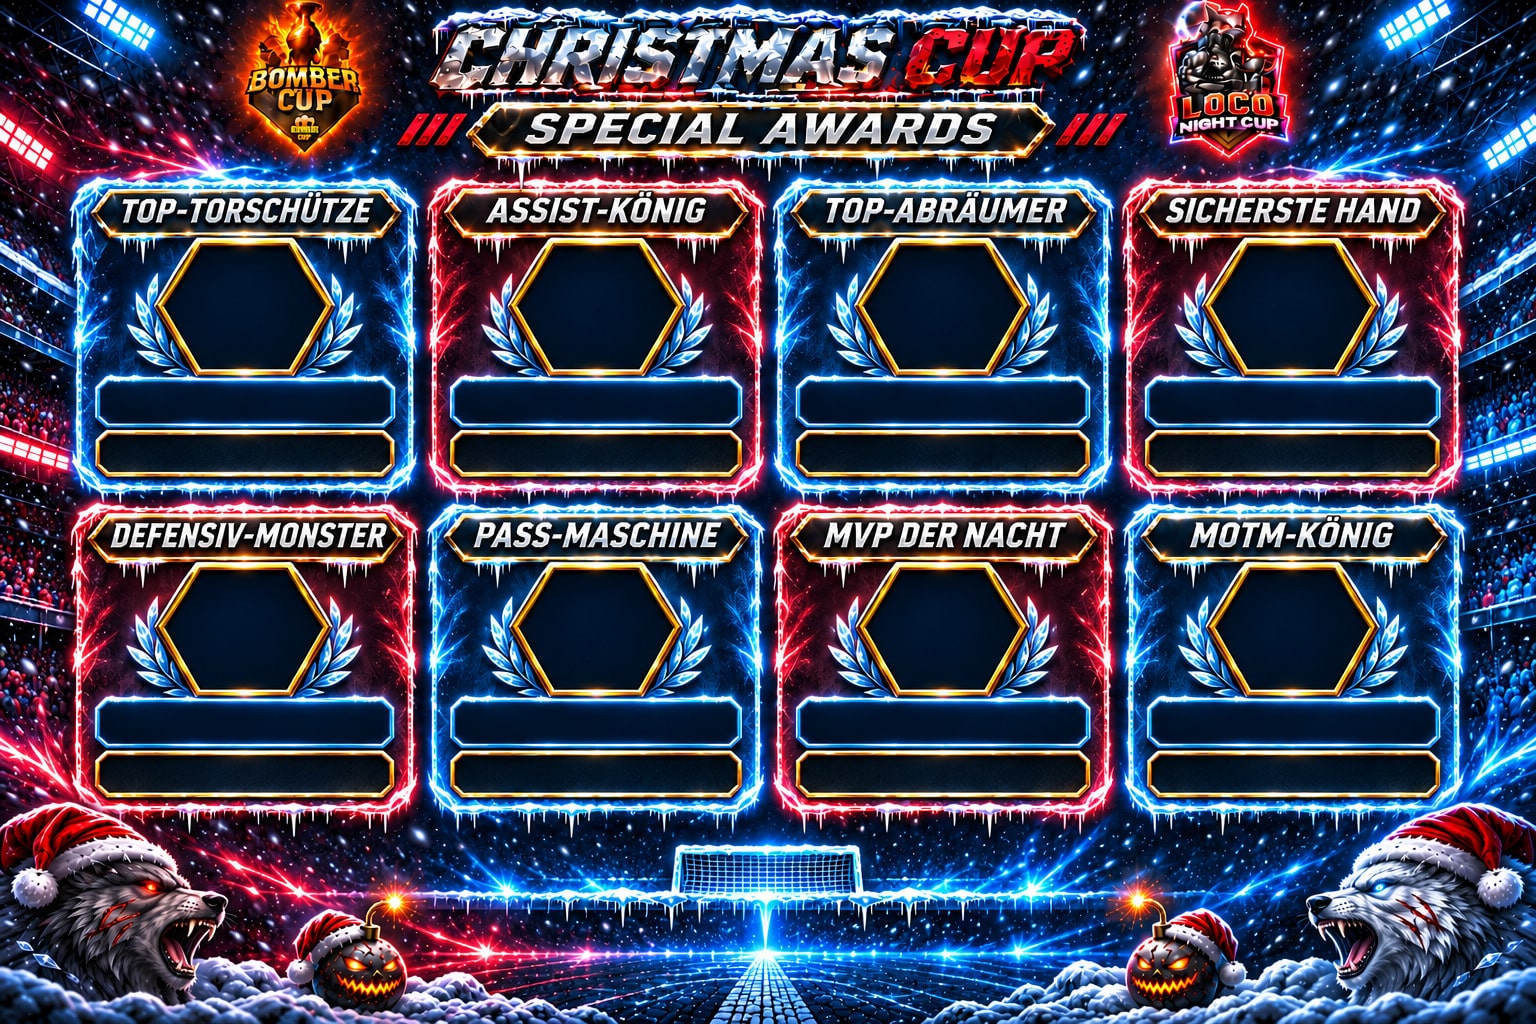 BOMBER
CUP
CHRISTMAS CUP
SPECIAL AWARDS
LOCO
NIGHT CUP
TOP-TORSCHÜTZE
ASSIST-KÖNIG
TOP-ABRÄUMER
SICHERSTE HAND
DEFENSIV-MONSTER
PASS-MASCHINE
MVP DER NACHT
MOTM-KÖNIG